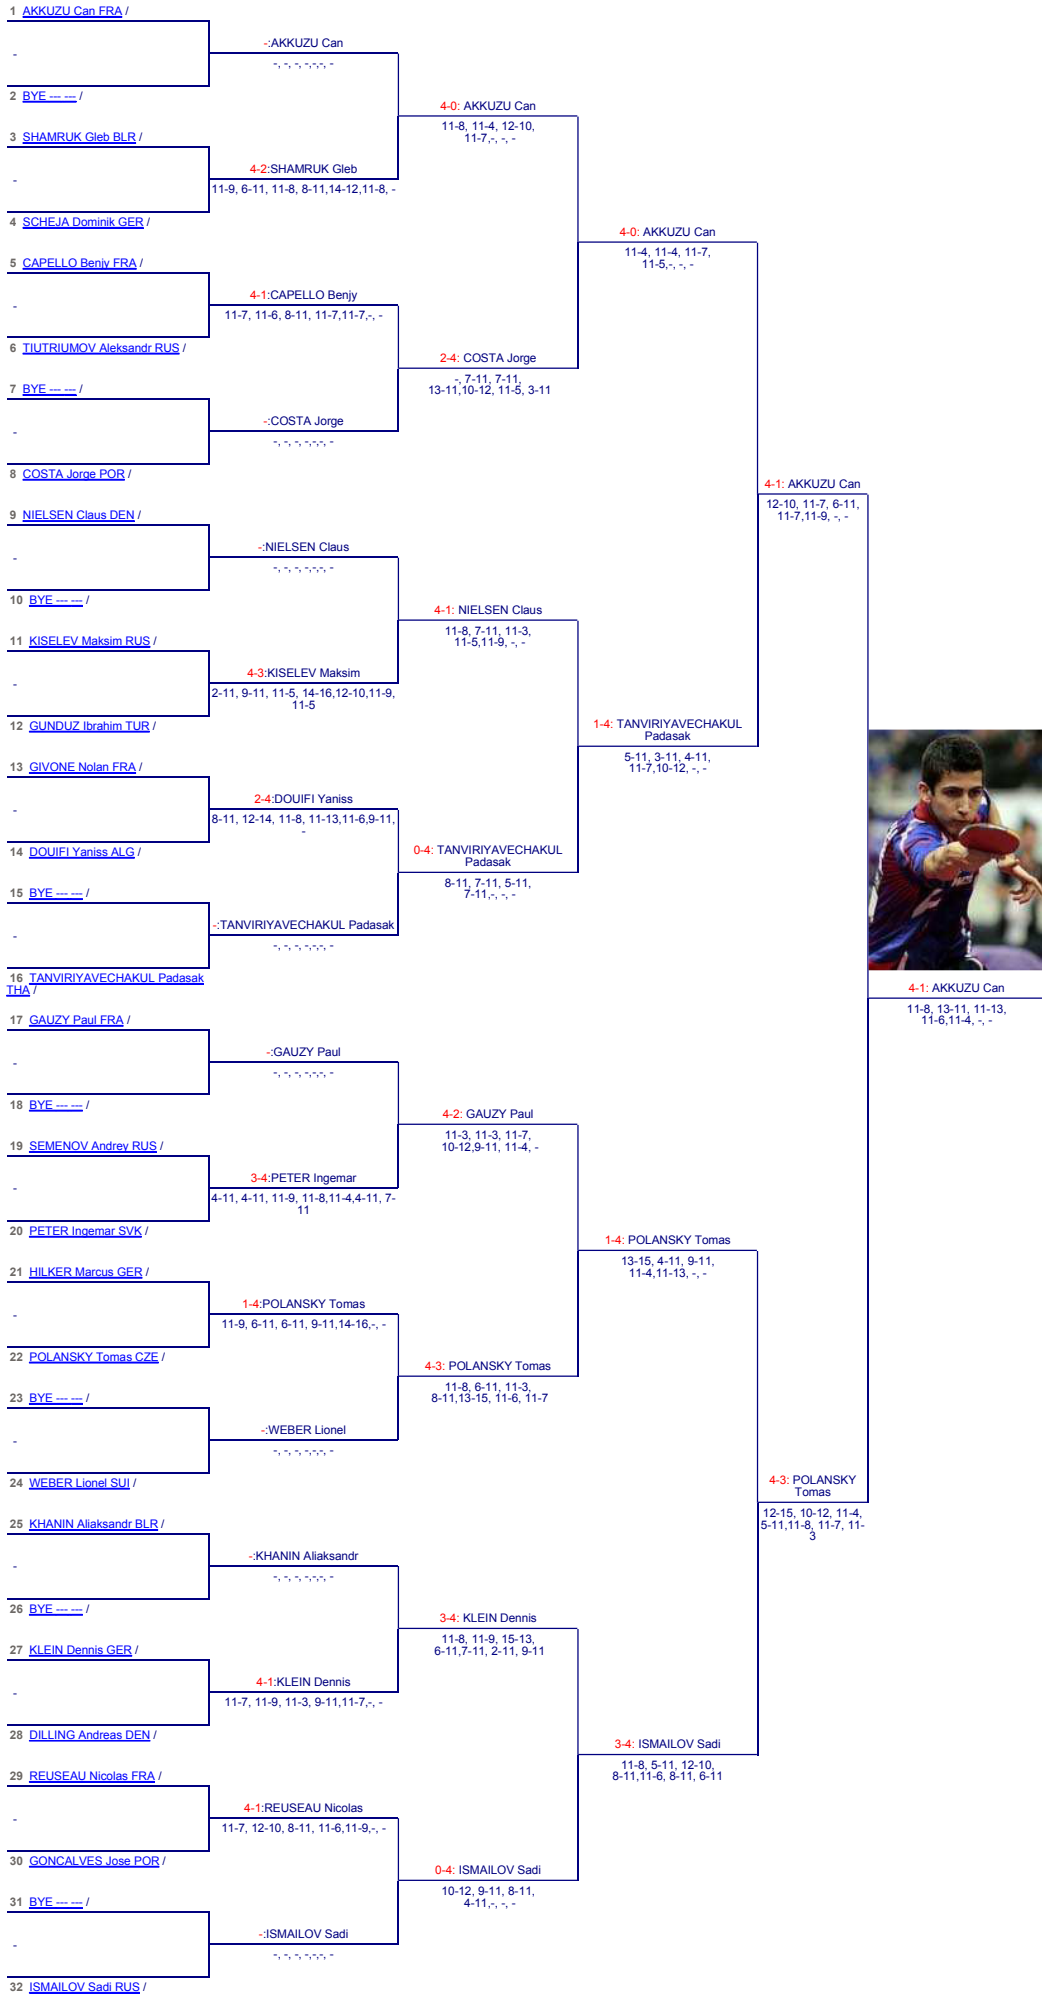 1 AKKUZU Can FRA /
-
2 BYE --- --- /
-:AKKUZU Can
-, -, -, -,-,-, -
3 SHAMRUK Gleb BLR /
-
4 SCHEJA Dominik GER /
4-2:SHAMRUK Gleb
11-9, 6-11, 11-8, 8-11,14-12,11-8, -
4-0: AKKUZU Can
11-8, 11-4, 12-10,
11-7,-, -, -
5 CAPELLO Benjy FRA /
-
6 TIUTRIUMOV Aleksandr RUS /
4-1:CAPELLO Benjy
11-7, 11-6, 8-11, 11-7,11-7,-, -
7 BYE --- --- /
-
8 COSTA Jorge POR /
-:COSTA Jorge
-, -, -, -,-,-, -
2-4: COSTA Jorge
-, 7-11, 7-11,
13-11,10-12, 11-5, 3-11
4-0: AKKUZU Can
11-4, 11-4, 11-7,
11-5,-, -, -
9 NIELSEN Claus DEN /
-
10 BYE --- --- /
-:NIELSEN Claus
-, -, -, -,-,-, -
11 KISELEV Maksim RUS /
-
12 GUNDUZ Ibrahim TUR /
4-3:KISELEV Maksim
2-11, 9-11, 11-5, 14-16,12-10,11-9,
11-5
4-1: NIELSEN Claus
11-8, 7-11, 11-3,
11-5,11-9, -, -
13 GIVONE Nolan FRA /
-
14 DOUIFI Yaniss ALG /
2-4:DOUIFI Yaniss
8-11, 12-14, 11-8, 11-13,11-6,9-11,
-
15 BYE --- --- /
-
16 TANVIRIYAVECHAKUL Padasak
THA /
-:TANVIRIYAVECHAKUL Padasak
-, -, -, -,-,-, -
0-4: TANVIRIYAVECHAKUL
Padasak
8-11, 7-11, 5-11,
7-11,-, -, -
1-4: TANVIRIYAVECHAKUL
Padasak
5-11, 3-11, 4-11,
11-7,10-12, -, -
4-1: AKKUZU Can
12-10, 11-7, 6-11,
11-7,11-9, -, -
17 GAUZY Paul FRA /
-
18 BYE --- --- /
-:GAUZY Paul
-, -, -, -,-,-, -
19 SEMENOV Andrey RUS /
-
20 PETER Ingemar SVK /
3-4:PETER Ingemar
4-11, 4-11, 11-9, 11-8,11-4,4-11, 7-
11
4-2: GAUZY Paul
11-3, 11-3, 11-7,
10-12,9-11, 11-4, -
21 HILKER Marcus GER /
-
22 POLANSKY Tomas CZE /
1-4:POLANSKY Tomas
11-9, 6-11, 6-11, 9-11,14-16,-, -
23 BYE --- --- /
-
24 WEBER Lionel SUI /
-:WEBER Lionel
-, -, -, -,-,-, -
4-3: POLANSKY Tomas
11-8, 6-11, 11-3,
8-11,13-15, 11-6, 11-7
1-4: POLANSKY Tomas
13-15, 4-11, 9-11,
11-4,11-13, -, -
25 KHANIN Aliaksandr BLR /
-
26 BYE --- --- /
-:KHANIN Aliaksandr
-, -, -, -,-,-, -
27 KLEIN Dennis GER /
-
28 DILLING Andreas DEN /
4-1:KLEIN Dennis
11-7, 11-9, 11-3, 9-11,11-7,-, -
3-4: KLEIN Dennis
11-8, 11-9, 15-13,
6-11,7-11, 2-11, 9-11
29 REUSEAU Nicolas FRA /
-
30 GONCALVES Jose POR /
4-1:REUSEAU Nicolas
11-7, 12-10, 8-11, 11-6,11-9,-, -
31 BYE --- --- /
-
32 ISMAILOV Sadi RUS /
-:ISMAILOV Sadi
-, -, -, -,-,-, -
0-4: ISMAILOV Sadi
10-12, 9-11, 8-11,
4-11,-, -, -
3-4: ISMAILOV Sadi
11-8, 5-11, 12-10,
8-11,11-6, 8-11, 6-11
4-3: POLANSKY
Tomas
12-15, 10-12, 11-4,
5-11,11-8, 11-7, 11-
3
4-1: AKKUZU Can
11-8, 13-11, 11-13,
11-6,11-4, -, -